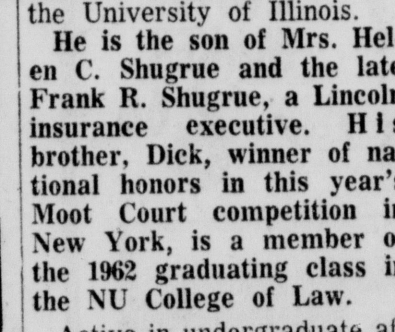 the University of Illinois.
He is the son of Mrs. Hel-
en C. Shugrue and the late
Frank R. Shugrue, a Lincoln
insurance executive. His
brother, Dick, winner of na-
tional honors in this year's
Moot Court competition in
New York, is a member o
the 1962 graduating class in
the NU College of Law.